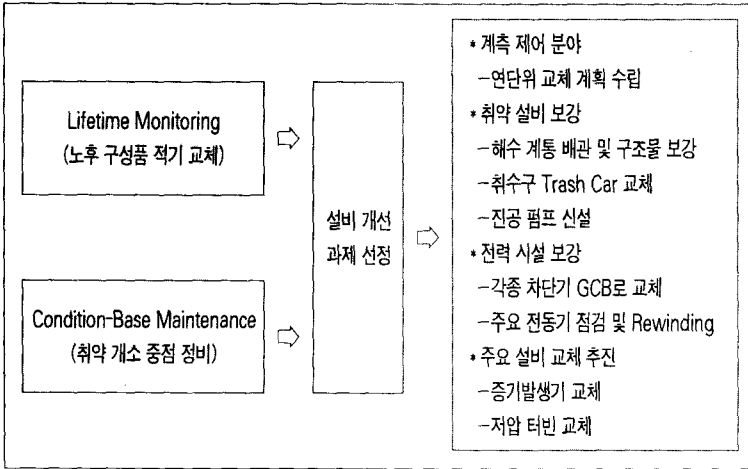 Lifetime Monitoring
(노후 구성품 적기 교체)
Condition-Base Maintenance
(취약 개소 중점 정비)
설비 개선
과제 선정
* 계측 제어 분야
-연단위 교체 계획 수립
* 취약 설비 보강
-해수 계통 배관 및 구조물 보강
-취수구 Trash Car 교체
-진공 펌프 신설
* 전력 시설 보강
-각종 차단기 GCB로 교체
-주요 전동기 점검 및 Rewinding
* 주요 설비 교체 추진
-증기발생기 교체
-저압 터빈 교체